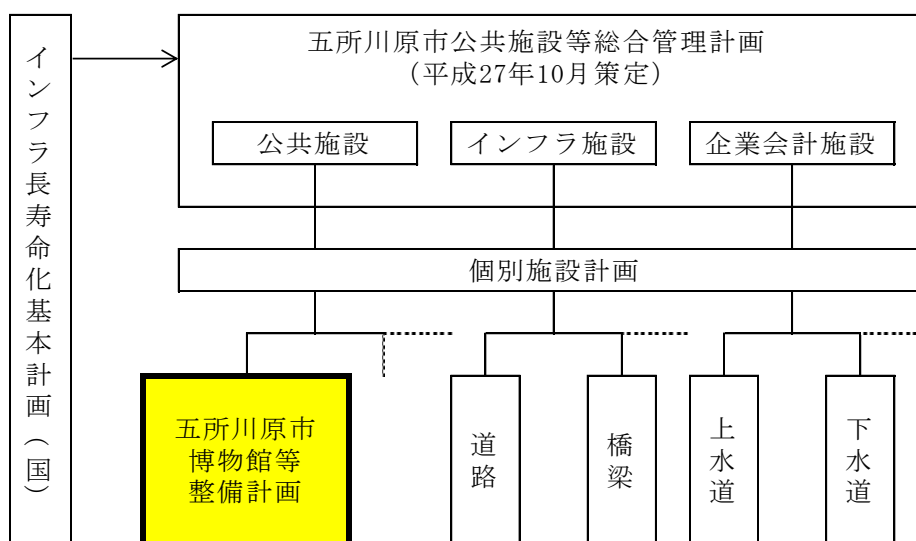 インフラ長寿命化基本計画（国）
五所川原市公共施設等総合管理計画
（平成27年10月策定）
公共施設
インフラ施設
企業会計施設
個別施設計画
五所川原市
博物館等
整備計画
道路
橋梁
上水道
下水道